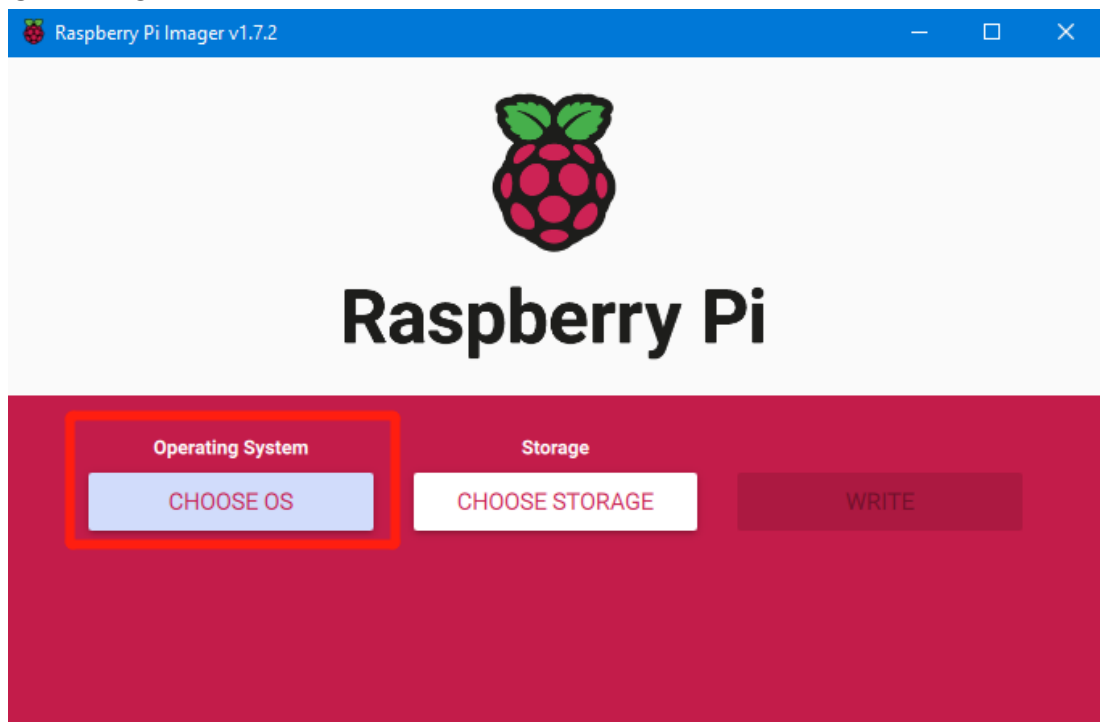 Raspberry Pi Imager v1.7.2
Raspberry Pi
Operating System
Storage
CHOOSE OS
CHOOSE STORAGE
WRITE